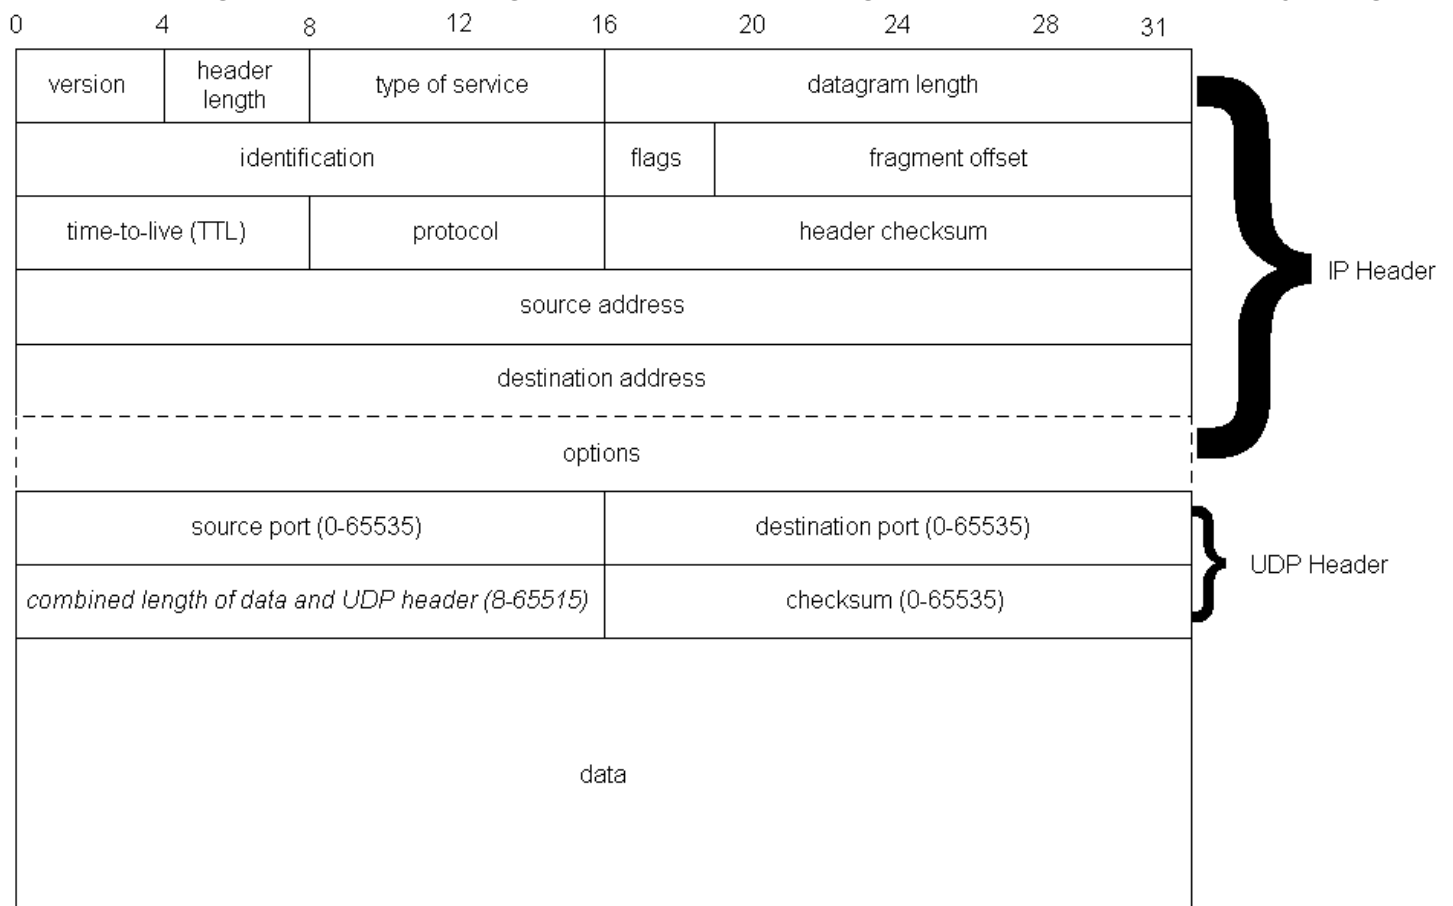 0 4 8 12 16 20 24 28 31
version header length type of service datagram length
identification flags fragment offset
time-to-live (TTL) protocol header checksum
IP Header
source address
destination address
options
source port (0-65535) destination port (0-65535)
UDP Header
combined length of data and UDP header (8-65515) checksum (0-65535)
data